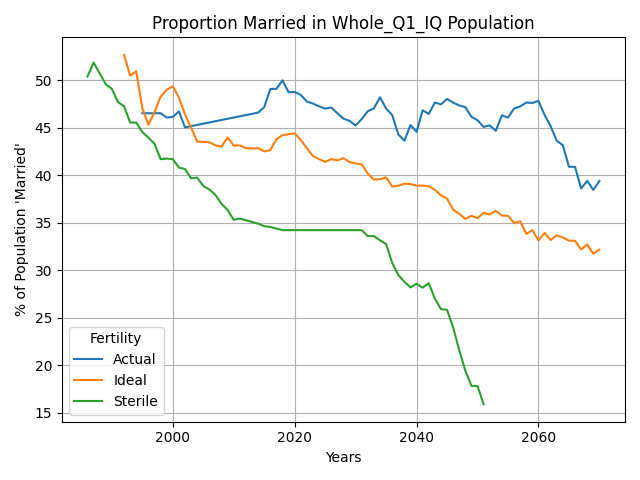 Proportion Married in Whole_Q1_IQ Population
% of Population 'Married'
50
45
40
35
30
25
20
15
Fertility
Actual
Ideal
Sterile
2000
2020
2040
2060
Years